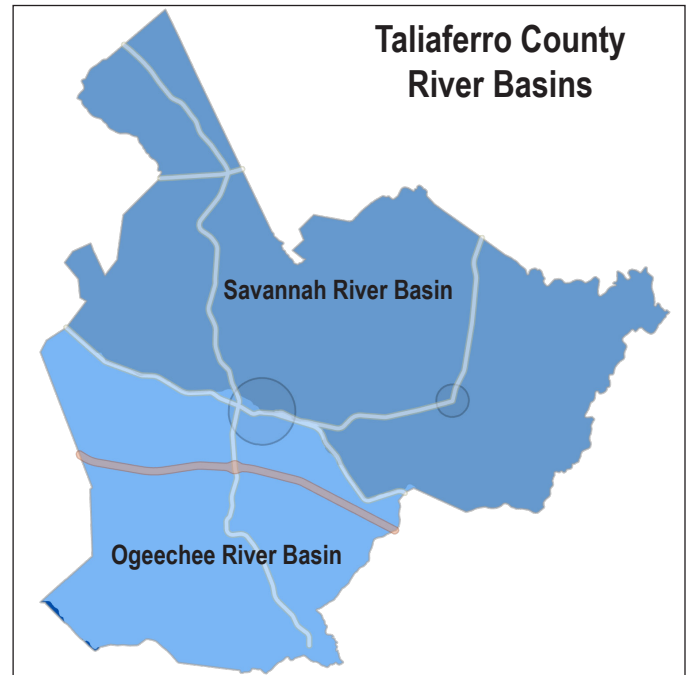 Taliaferro County
River Basins
Savannah River Basin
Ogeechee River Basin